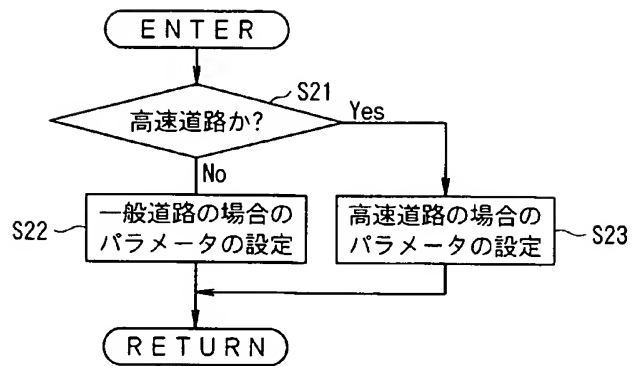 ENTER
S21
高速道路か?
Yes
No
S22
一般道路の場合の
パラメータの設定
高速道路の場合の
パラメータの設定
S23
RETURN